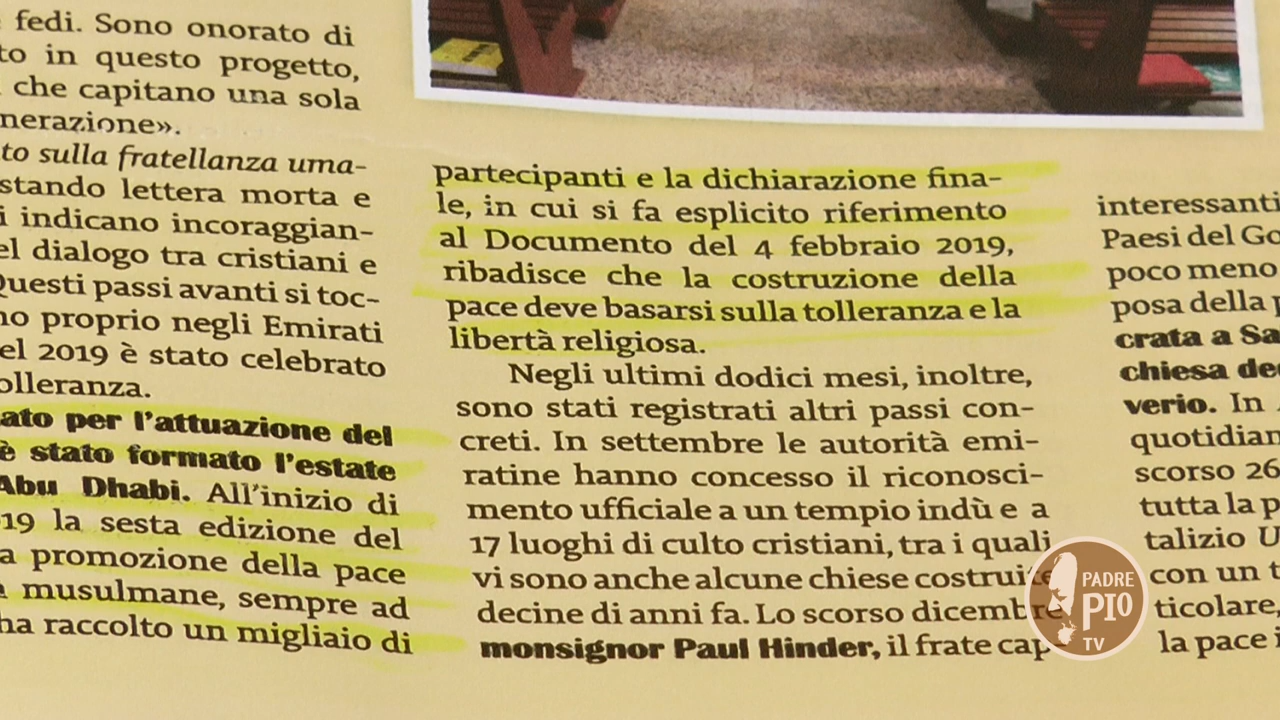 fedi. Sono onorato di
to in questo progetto,
che capitano una sola
nerazione».
to sulla fratellanza uma-
stando lettera morta e
i indicano incoraggian-
el dialogo tra cristiani e
Questi passi avanti si toc-
no proprio negli Emirati
el 2019 è stato celebrato
olleranza.
ato per l'attuazione del
è stato formato l'estate
Abu Dhabi. All'inizio di
19 la sesta edizione del
a promozione della pace
musulmane, sempre ad
ha raccolto un migliaio di
partecipanti e la dichiarazione fina-
le, in cui si fa esplicito riferimento
al Documento del 4 febbraio 2019,
ribadisce che la costruzione della
pace deve basarsi sulla tolleranza e la
libertà religiosa.
Negli ultimi dodici mesi, inoltre,
sono stati registrati altri passi con-
creti. In settembre le autorità emi-
ratine hanno concesso il riconosci-
mento ufficiale a un tempio indù e a
17 luoghi di culto cristiani, tra i quali
vi sono anche alcune chiese costruite
decine di anni fa. Lo scorso dicembre
monsignor Paul Hinder, il frate cap
interessanti
Paesi del Go
poco meno
posa della p
crata a Sa
chiesa dec
verio. In
quotidian
scorso 26
tutta la p
talizio U
con un t
ticolare,
la pace i
PADRE
PIO
TV